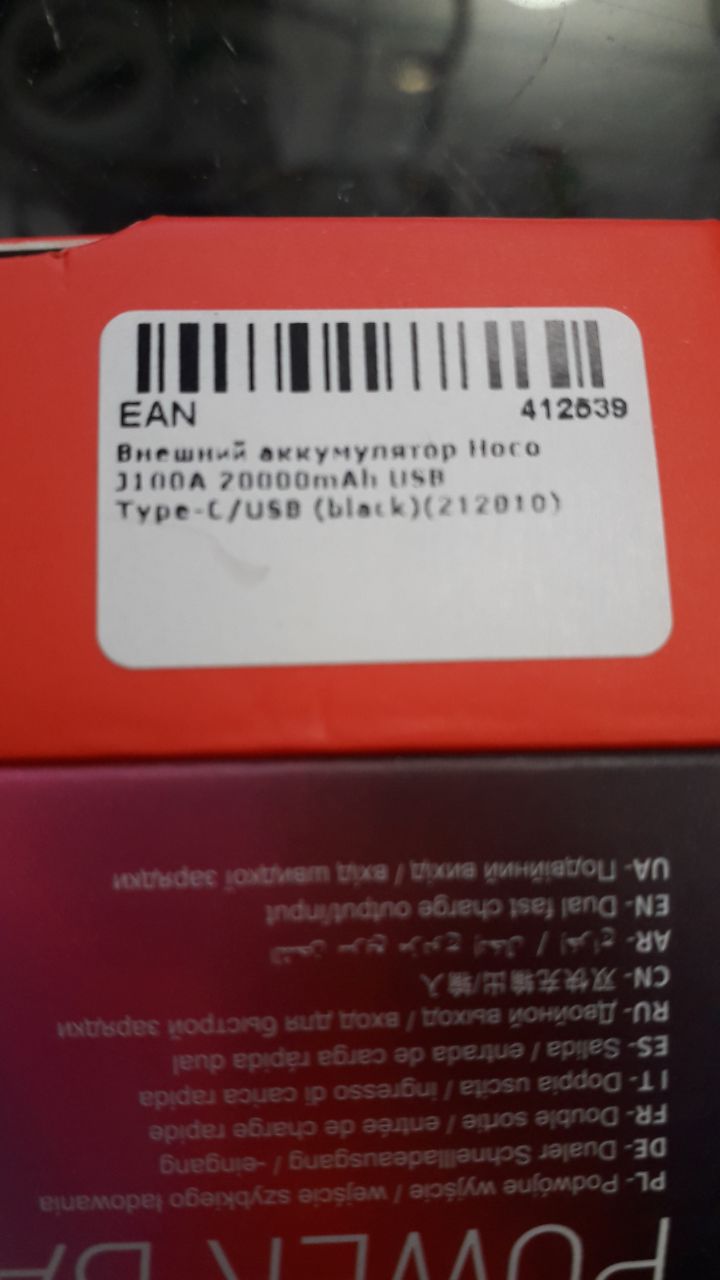 EAN 412539
Внешний аккумулятор Hoco
J100A 20000mAh USB
Type-C/USB (black)(212010)
UA- Подвійний вихід / вхід швидкої зарядки
EN- Dual fast charge output/input
AR-
CN- 双快充输出/输入
RU- Двойной выход / вход для быстрой зарядки
ES- Salida / entrada de carga rápida dual
IT- Doppia uscita / ingresso di carica rapida
FR- Double sortie / entrée de charge rapide
DE- Dualer Schnellladeausgang / -eingang
PL- Podwójne wyjście / wejście szybkiego ładowania
POWER BA